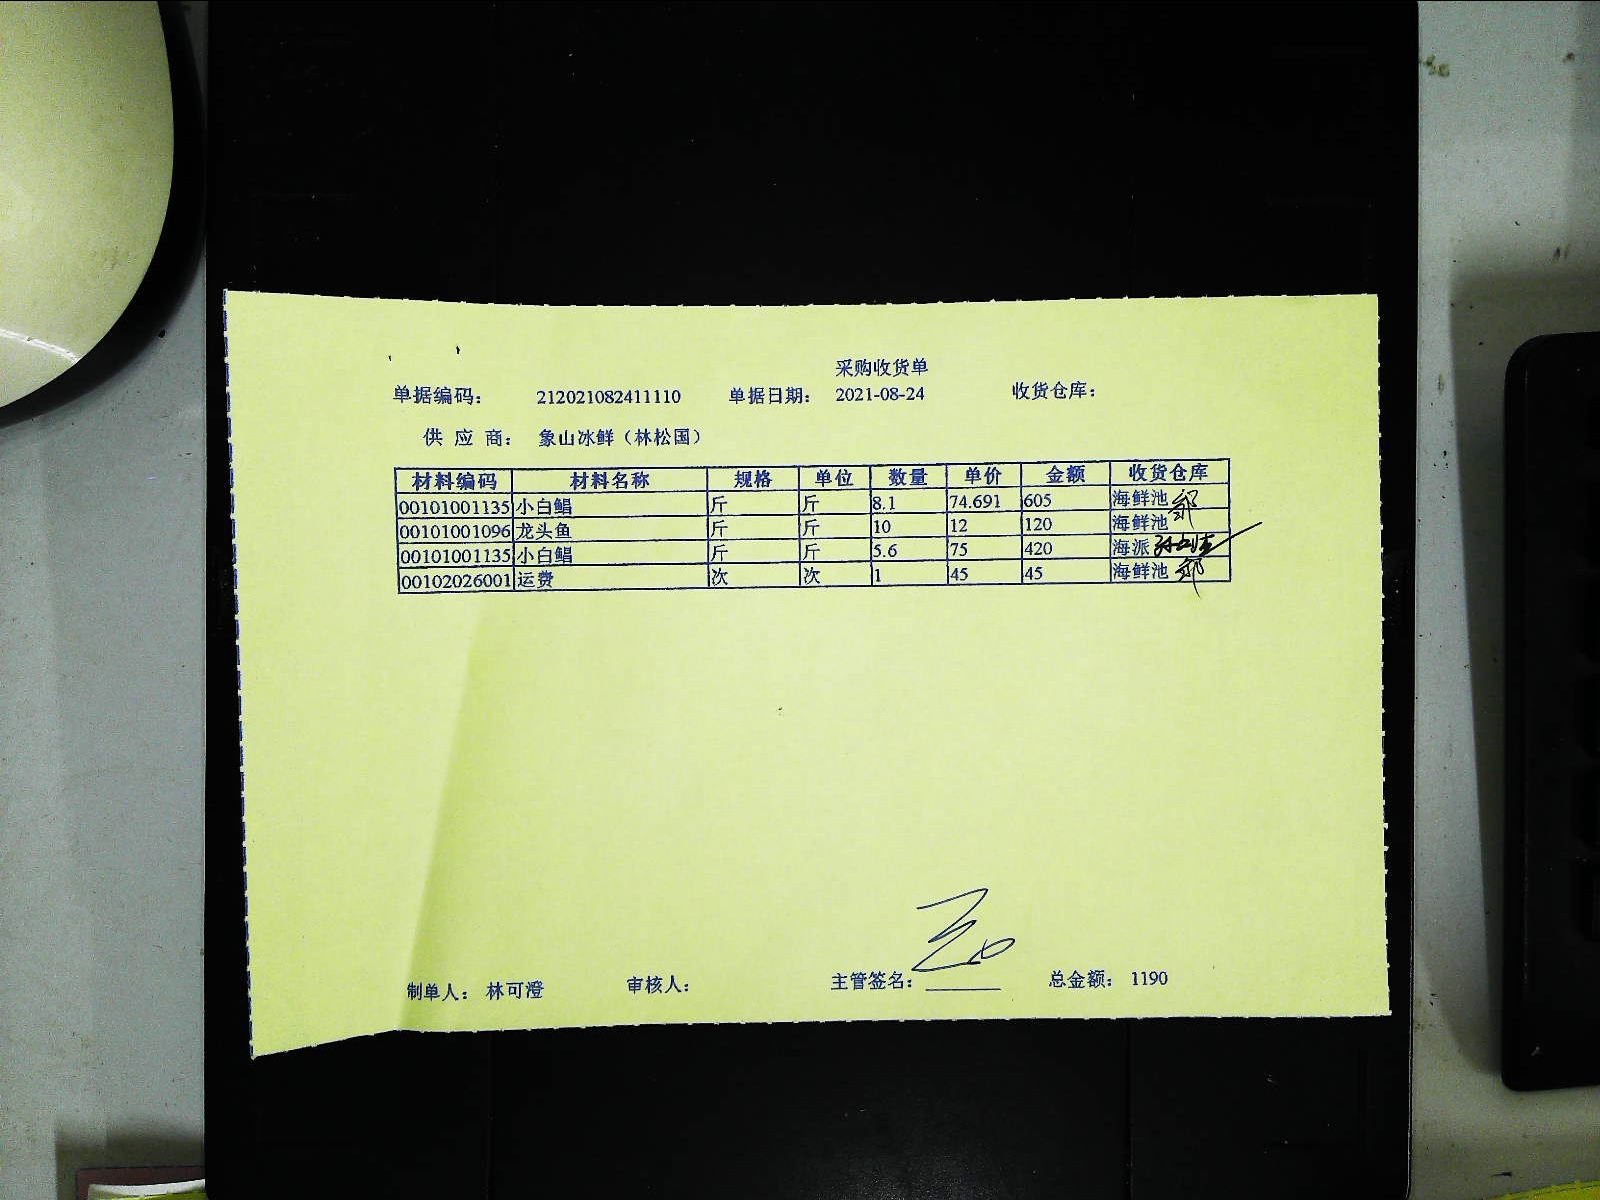 采购收货单
单据编码： 212021082411110 单据日期： 2021-08-24 收货仓库：
供 应 商： 象山冰鲜（林松国）
材料编码 材料名称 规格 单位 数量 单价 金额 收货仓库
00101001135 小白鲳 斤 斤 8.1 74.691 605 海鲜池
00101001096 龙头鱼 斤 斤 10 12 120 海鲜池
00101001135 小白鲳 斤 斤 5.6 75 420 海派
00102026001 运费 次 次 1 45 45 海鲜池
制单人： 林可澄 审核人： 主管签名： 总金额： 1190